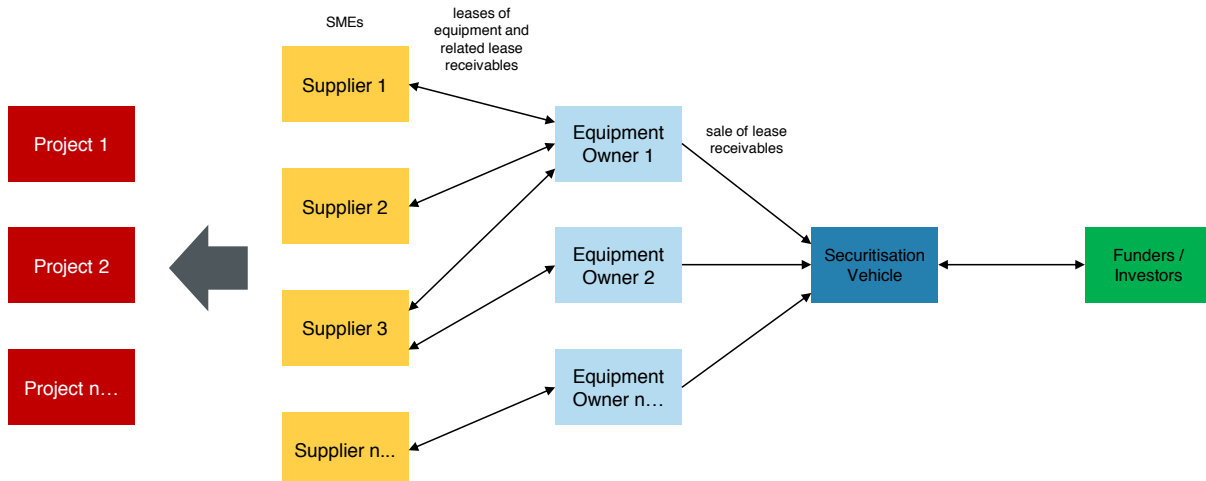 SMEs
leases of
equipment and
related lease
receivables
Project 1
Project 2
Project n…
Supplier 1
Supplier 2
Supplier 3
Supplier n...
Equipment
Owner 1
Equipment
Owner 2
Equipment
Owner n…
sale of lease
receivables
Securitisation
Vehicle
Funders /
Investors